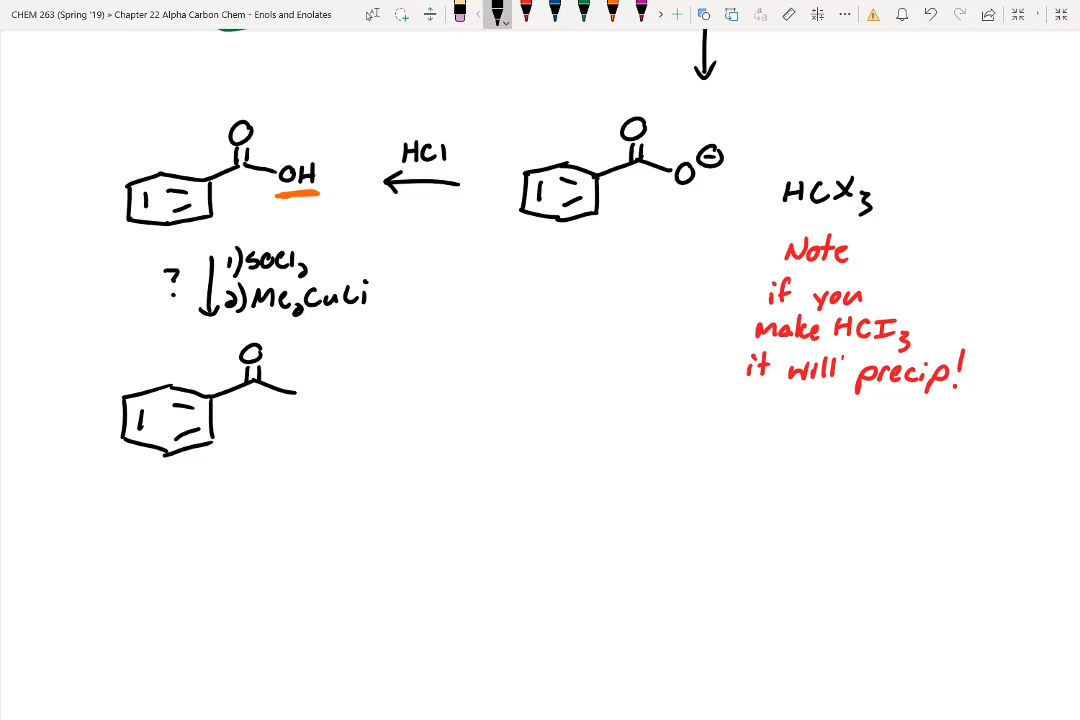 CHEM 263 (Spring '19) » Chapter 22 Alpha Carbon Chem - Enols and Enolates
O
OH
HCl
O
O ⊖
HCX3
Note
if you
make HCI3
it will precip!
?
1) SOCl2
2) Me2CuLi
O